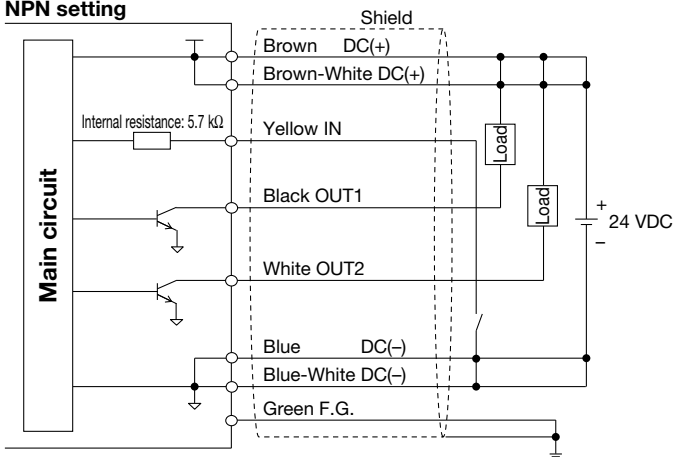 NPN setting
Shield
Brown DC(+)
Brown-White DC(+)
Internal resistance: 5.7 kΩ
Yellow IN
Load
Black OUT1
Load
+
24 VDC
−
Main circuit
White OUT2
Blue DC(−)
Blue-White DC(−)
Green F.G.